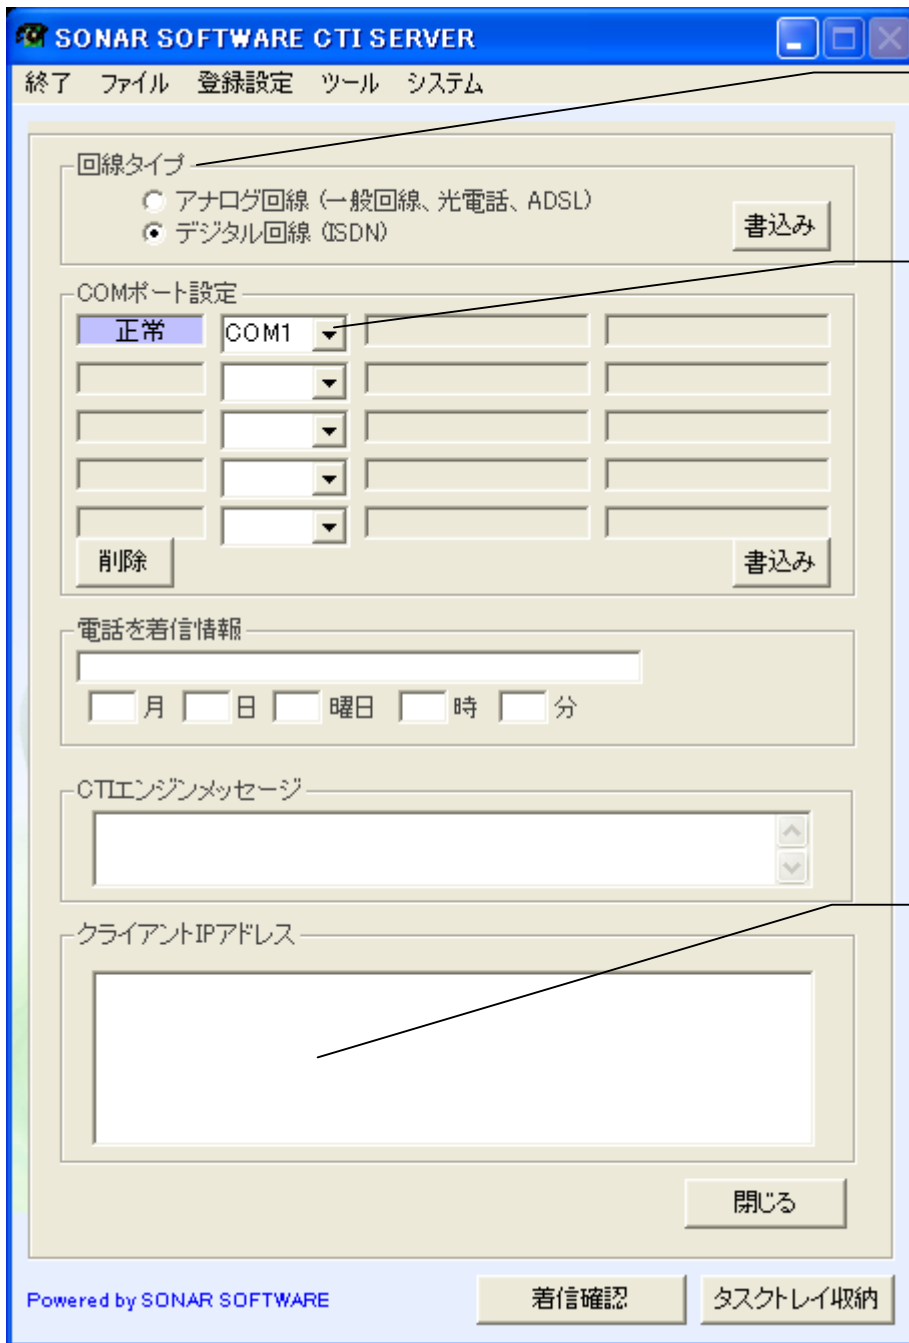 SONAR SOFTWARE CTI SERVER
終了 ファイル 登録設定 ツール システム
回線タイプ
アナログ回線（一般回線、光電話、ADSL）
デジタル回線（ISDN）
書込み
COMポート設定
正常 COM1
削除 書込み
電話を着信情報
月 日 曜日 時 分
CTIエンジンメッセージ
クライアントIPアドレス
閉じる
Powered by SONAR SOFTWARE 着信確認 タスクトレイ収納